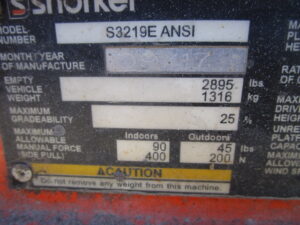 Snorkel
MODEL NUMBER S3219E ANSI
MONTH / YEAR
OF MANUFACTURE
EMPTY VEHICLE WEIGHT 2895 lbs
1316 kg
MAXIMUM GRADEABILITY 25 %
Indoors Outdoors
MAXIMUM ALLOWABLE MANUAL FORCE (SIDE PULL) 90 45 lbs
400 200 N
CAUTION
Do not remove any weight from this machine.